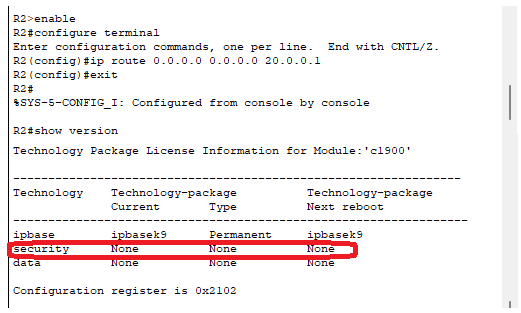 R2>enable
R2#configure terminal
Enter configuration commands, one per line.  End with CNTL/Z.
R2(config)#ip route 0.0.0.0 0.0.0.0 20.0.0.1
R2(config)#exit
R2#
%SYS-5-CONFIG_I: Configured from console by console
R2#show version
Technology Package License Information for Module:'c1900'
----------------------------------------------------------------
Technology    Technology-package          Technology-package
              Current       Type          Next reboot
-----------------------------------------------------------------
ipbase        ipbasek9      Permanent     ipbasek9
security      None          None          None
data          None          None          None
Configuration register is 0x2102